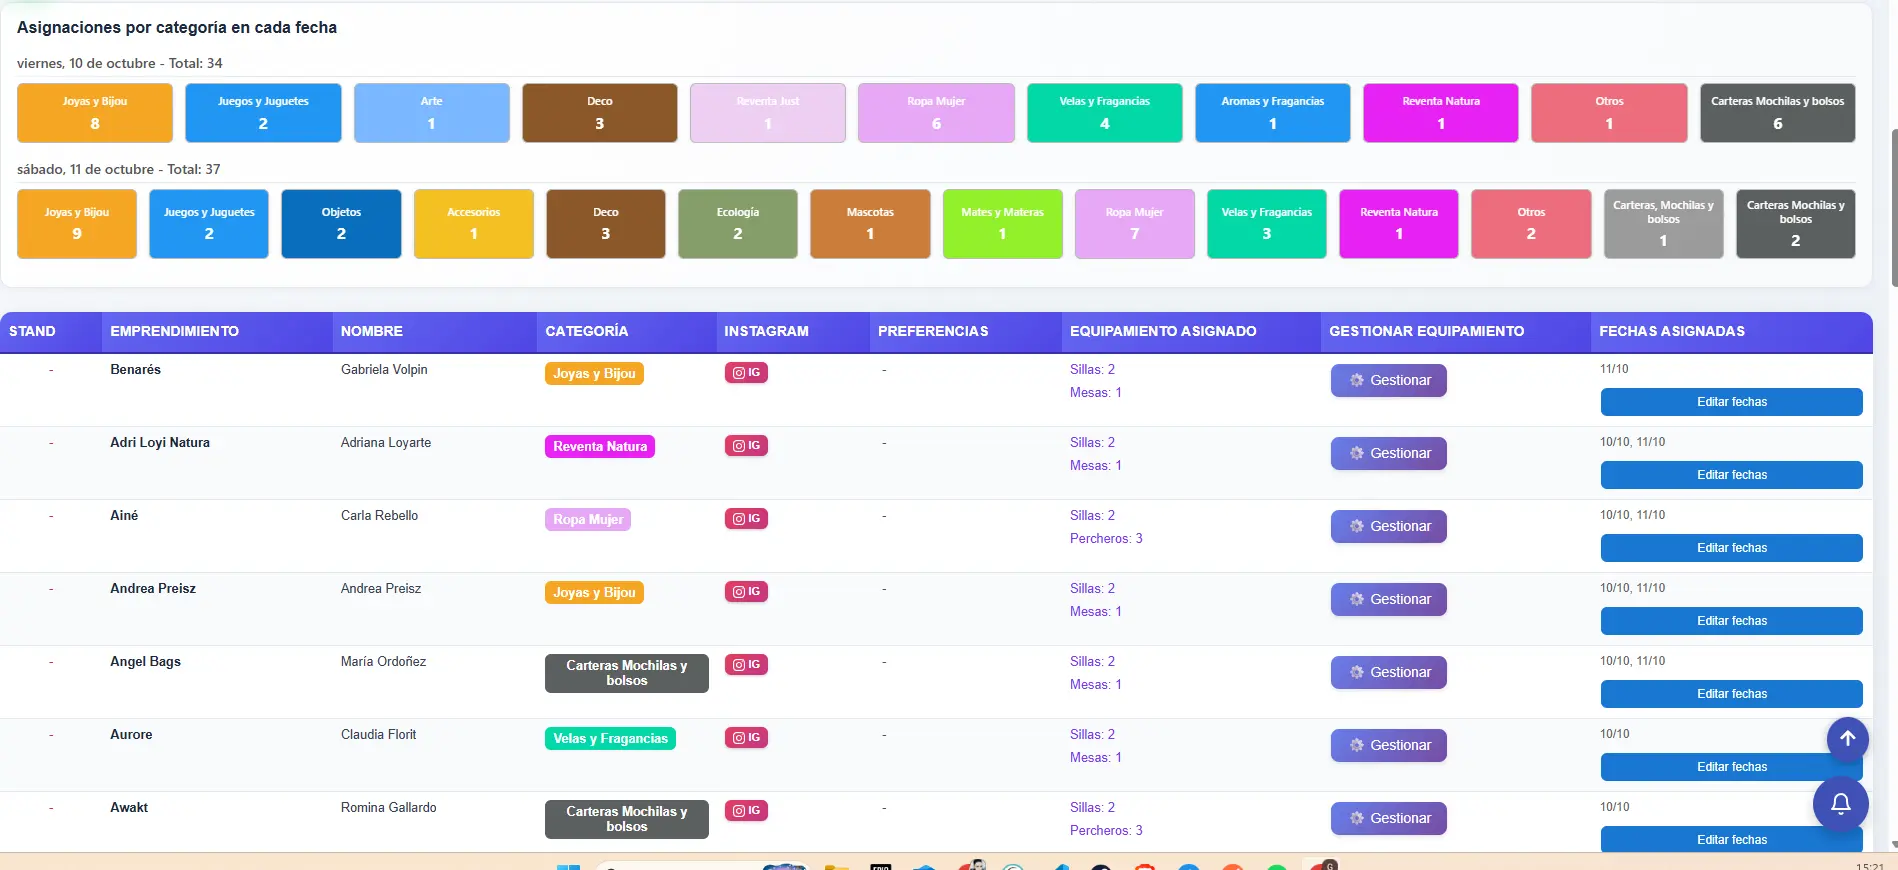 Asignaciones por categoría en cada fecha
viernes, 10 de octubre - Total: 34
Joyas y Bijou Juegos y Juguetes Arte Deco Reventa Just Ropa Mujer Velas y Fragancias Aromas y Fragancias Reventa Natura Otros Carteras Mochilas y bolsos
8 2 1 3 1 6 4 1 1 1 6
sábado, 11 de octubre - Total: 37
Joyas y Bijou Juegos y Juguetes Objetos Accesorios Deco Ecología Mascotas Mates y Materas Ropa Mujer Velas y Fragancias Reventa Natura Otros Carteras, Mochilas y bolsos Carteras Mochilas y bolsos
9 2 2 1 3 2 1 1 7 3 1 2 1 2
STAND EMPRENDIMIENTO NOMBRE CATEGORÍA INSTAGRAM PREFERENCIAS EQUIPAMIENTO ASIGNADO GESTIONAR EQUIPAMIENTO FECHAS ASIGNADAS
- Benarés Gabriela Volpin Joyas y Bijou IG - Sillas: 2 Gestionar 11/10
Mesas: 1 Editar fechas
- Adri Loyi Natura Adriana Loyarte Reventa Natura IG - Sillas: 2 Gestionar 10/10, 11/10
Mesas: 1 Editar fechas
- Ainé Carla Rebello Ropa Mujer IG - Sillas: 2 Gestionar 10/10, 11/10
Percheros: 3 Editar fechas
- Andrea Preisz Andrea Preisz Joyas y Bijou IG - Sillas: 2 Gestionar 10/10, 11/10
Mesas: 1 Editar fechas
- Angel Bags María Ordoñez Carteras Mochilas y bolsos IG - Sillas: 2 Gestionar 10/10, 11/10
Mesas: 1 Editar fechas
- Aurore Claudia Florit Velas y Fragancias IG - Sillas: 2 Gestionar 10/10
Mesas: 1 Editar fechas
- Awakt Romina Gallardo Carteras Mochilas y bolsos IG - Sillas: 2 Gestionar 10/10
Percheros: 3 Editar fechas
EPIC G 15:21